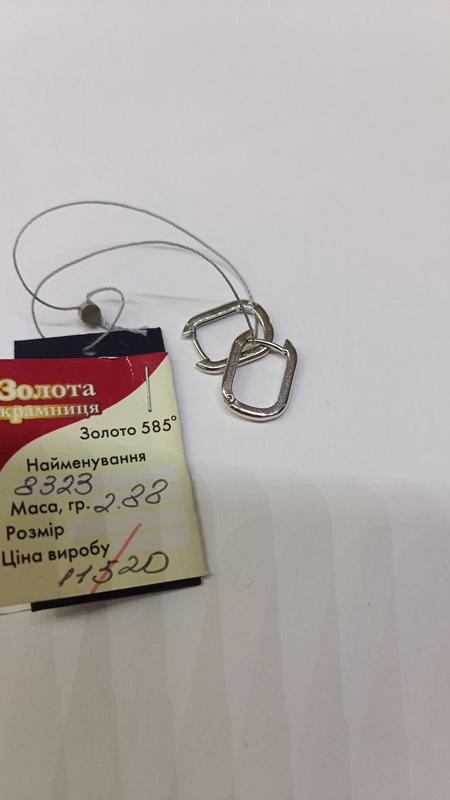 Золота
крамниця
Золото 585°
Найменування
8323
Маса, гр. 2.88
Розмір
Ціна виробу
11520